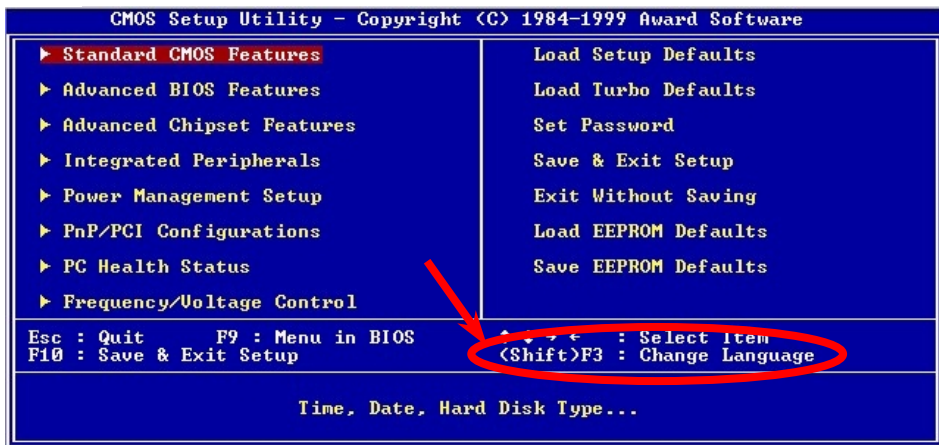 CMOS Setup Utility - Copyright (C) 1984-1999 Award Software
▶ Standard CMOS Features
▶ Advanced BIOS Features
▶ Advanced Chipset Features
▶ Integrated Peripherals
▶ Power Management Setup
▶ PnP/PCI Configurations
▶ PC Health Status
▶ Frequency/Voltage Control
Load Setup Defaults
Load Turbo Defaults
Set Password
Save & Exit Setup
Exit Without Saving
Load EEPROM Defaults
Save EEPROM Defaults
Esc : Quit F9 : Menu in BIOS ↑ ↓ → ← : Select Item
F10 : Save & Exit Setup (Shift)F3 : Change Language
Time, Date, Hard Disk Type...